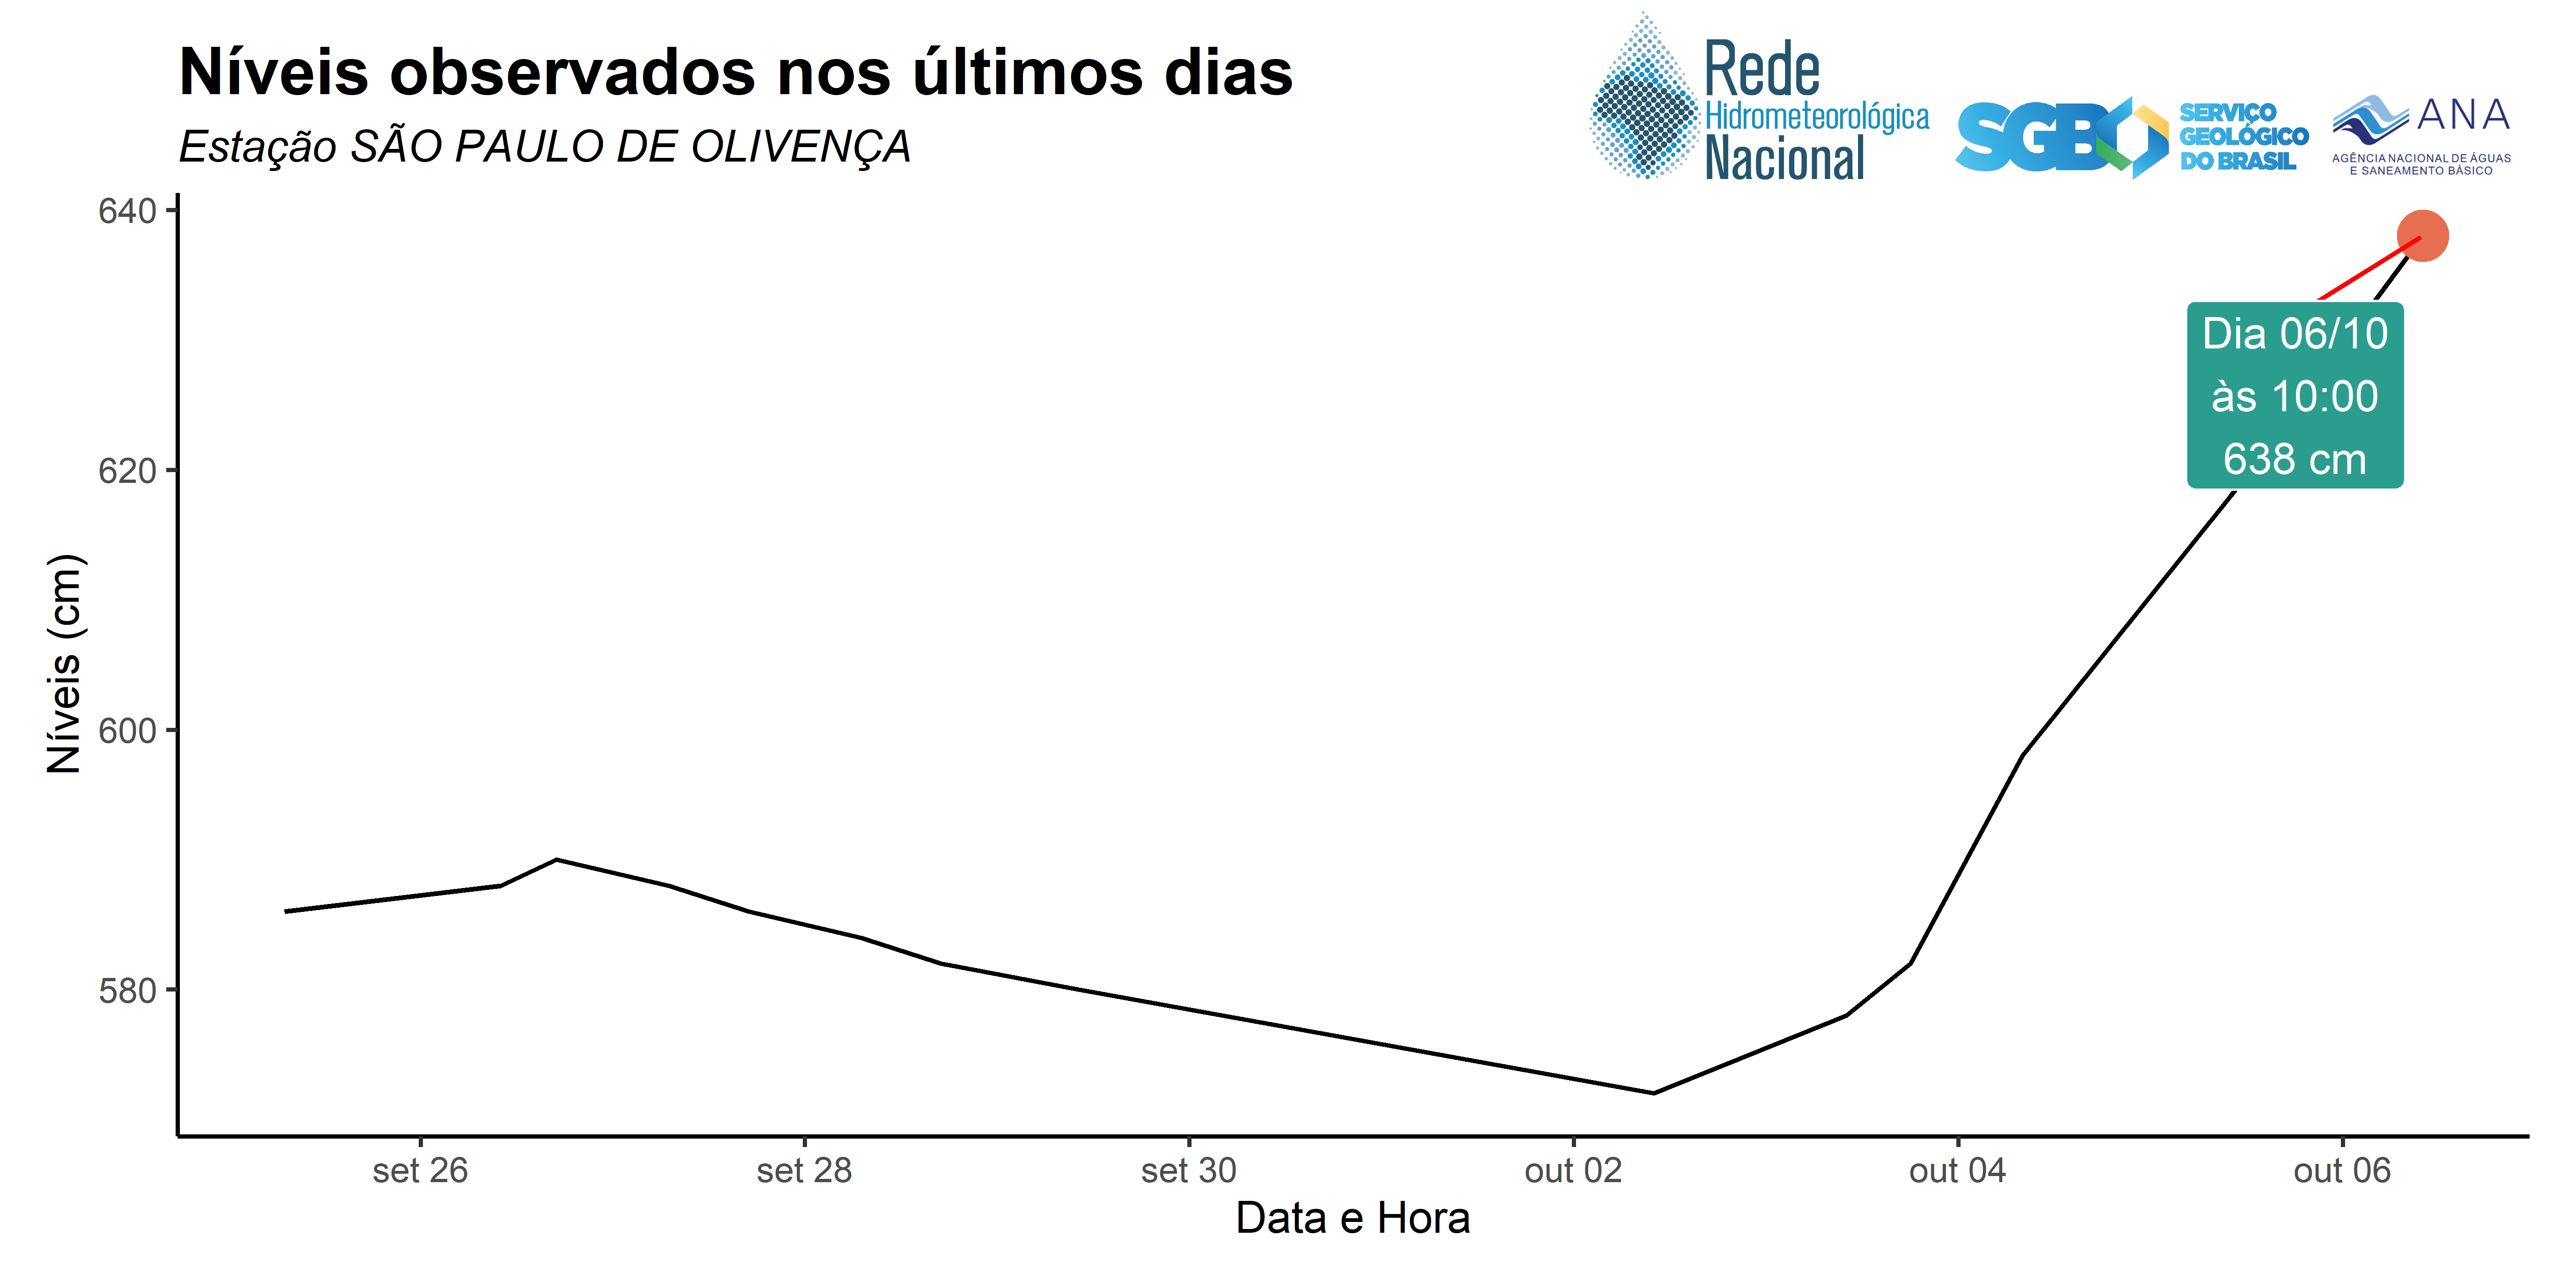 Níveis observados nos últimos dias
Estação SÃO PAULO DE OLIVENÇA
Rede
Hidrometeorológica
Nacional
SGB
SERVIÇO
GEOLÓGICO
DO BRASIL
ANA
AGÊNCIA NACIONAL DE ÁGUAS
E SANEAMENTO BÁSICO
Níveis (cm)
640
620
600
580
Dia 06/10
às 10:00
638 cm
set 26
set 28
set 30
out 02
out 04
out 06
Data e Hora